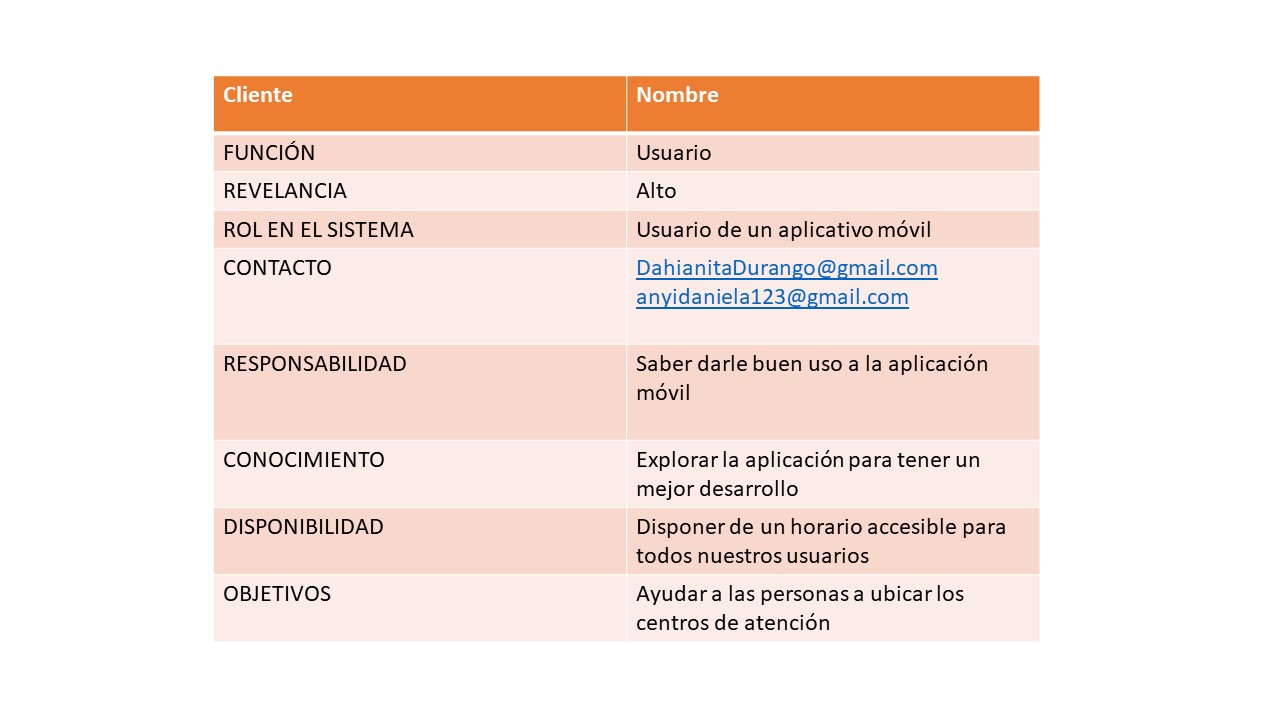 Cliente Nombre
FUNCIÓN Usuario
REVELANCIA Alto
ROL EN EL SISTEMA Usuario de un aplicativo móvil
CONTACTO DahianitaDurango@gmail.com
anyidaniela123@gmail.com
RESPONSABILIDAD Saber darle buen uso a la aplicación
móvil
CONOCIMIENTO Explorar la aplicación para tener un
mejor desarrollo
DISPONIBILIDAD Disponer de un horario accesible para
todos nuestros usuarios
OBJETIVOS Ayudar a las personas a ubicar los
centros de atención